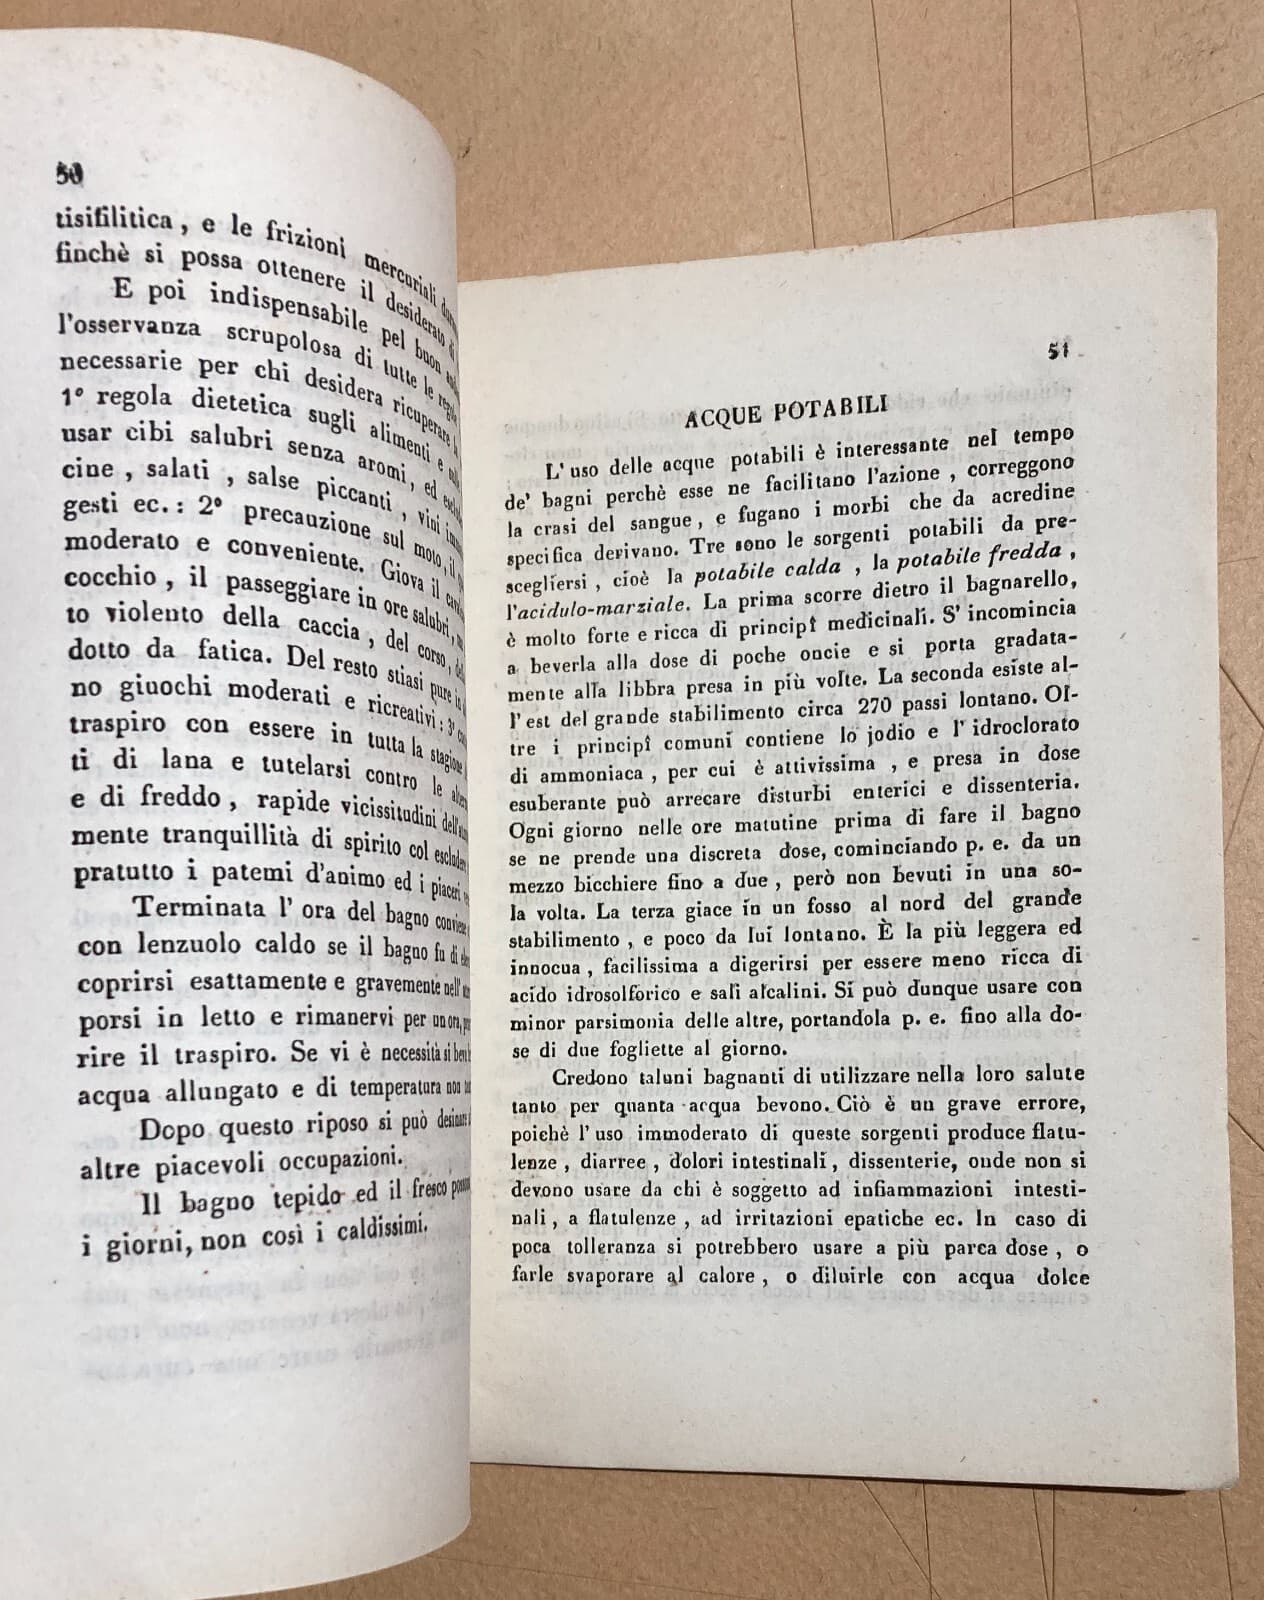 50
tisifilitica, e le frizioni mercuriali
finchè si possa ottenere il desiderato
E poi indispensabile pel buon
l'osservanza scrupolosa di tutte le
necessarie per chi desidera ricuperare
1° regola dietetica sugli alimenti e
usar cibi salubri senza aromi, ed
cine, salati, salse piccanti, vini
gesti ec.: 2° precauzione sul moto, il
moderato e conveniente. Giova il
cocchio, il passeggiare in ore salubri,
to violento della caccia, del corso,
dotto da fatica. Del resto stiasi pure in
no giuochi moderati e ricreativi: 3°
traspiro con essere in tutta la stagione
ti di lana e tutelarsi contro le
e di freddo, rapide vicissitudini
mente tranquillità di spirito col
pratutto i patemi d'animo ed i piaceri
Terminata l'ora del bagno conviene
con lenzuolo caldo se il bagno fu di
coprirsi esattamente e gravemente nell'
porsi in letto e rimanervi per un ora,
rire il traspiro. Se vi è necessità si
acqua allungato e di temperatura non
Dopo questo riposo si può
altre piacevoli occupazioni.
Il bagno tepido ed il fresco
i giorni, non così i caldissimi.
51
ACQUE POTABILI
L'uso delle acque potabili è interessante nel tempo
de' bagni perchè esse ne facilitano l'azione, correggono
la crasi del sangue, e fugano i morbi che da acredine
specifica derivano. Tre sono le sorgenti potabili da pre-
scegliersi, cioè la potabile calda, la potabile fredda,
l'acidulo-marziale. La prima scorre dietro il bagnarello,
è molto forte e ricca di principî medicinali. S'incomincia
a beverla alla dose di poche oncie e si porta gradata-
mente alla libbra presa in più volte. La seconda esiste al-
l'est del grande stabilimento circa 270 passi lontano. Ol-
tre i principî comuni contiene lo jodio e l'idroclorato
di ammoniaca, per cui è attivissima, e presa in dose
esuberante può arrecare disturbi enterici e dissenteria.
Ogni giorno nelle ore matutine prima di fare il bagno
se ne prende una discreta dose, cominciando p. e. da un
mezzo bicchiere fino a due, però non bevuti in una so-
la volta. La terza giace in un fosso al nord del grande
stabilimento, e poco da lui lontano. È la più leggera ed
innocua, facilissima a digerirsi per essere meno ricca di
acido idrosolforico e sali alcalini. Si può dunque usare con
minor parsimonia delle altre, portandola p. e. fino alla do-
se di due fogliette al giorno.
Credono taluni bagnanti di utilizzare nella loro salute
tanto per quanta acqua bevono. Ciò è un grave errore,
poichè l'uso immoderato di queste sorgenti produce flatu-
lenze, diarree, dolori intestinali, dissenterie, onde non si
devono usare da chi è soggetto ad infiammazioni intesti-
nali, a flatulenze, ad irritazioni epatiche ec. In caso di
poca tolleranza si potrebbero usare a più parca dose, o
farle svaporare al calore, o diluirle con acqua dolce